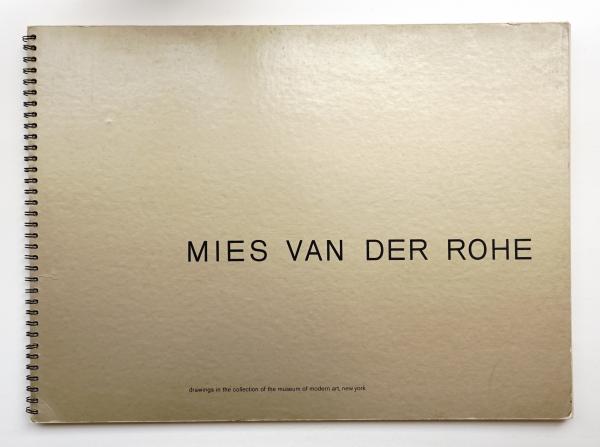 MIES VAN DER ROHE
drawings in the collection of the museum of modern art, new york